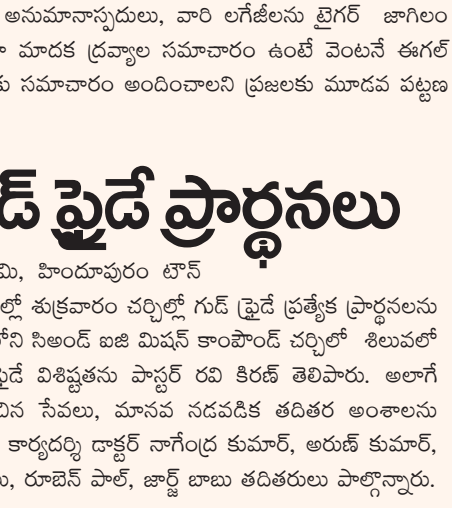 అనుమానాస్పదులు, వారి లగేజీలను టైగర్ జాగిలం
మాదక ద్రవ్యాల సమాచారం ఉంటే వెంటనే ఈగల్
కు సమాచారం అందించాలని ప్రజలకు మూడవ పట్టణ
డ్ ఫ్రైడే ప్రార్థనలు
మి, హిందూపురం టౌన్
ల్లో శుక్రవారం చర్చిల్లో గుడ్ ఫ్రైడే ప్రత్యేక ప్రార్థనలను
సిఅండ్ ఐజి మిషన్ కాంపౌండ్ చర్చిలో శిలువలో
విశిష్టతను పాస్టర్ రవి కిరణ్ తెలిపారు. అలాగే
సేవలు, మానవ నడవడిక తదితర అంశాలను
కార్యదర్శి డాక్టర్ నాగేంద్ర కుమార్, అరుణ్ కుమార్,
రూబెన్ పాల్, జార్జ్ బాబు తదితరులు పాల్గొన్నారు.